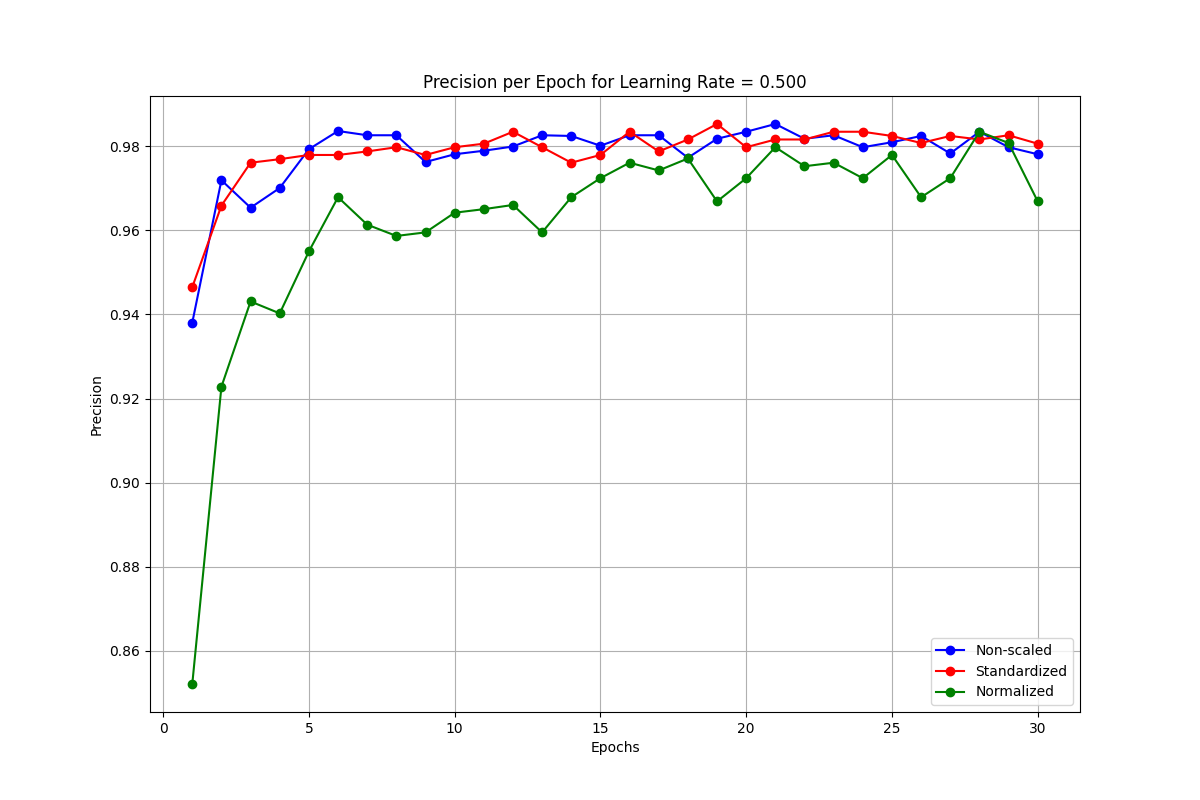 Precision per Epoch for Learning Rate = 0.500
Precision
0.98
0.96
0.94
0.92
0.90
0.88
0.86
0
5
10
15
20
25
30
Epochs
Non-scaled
Standardized
Normalized